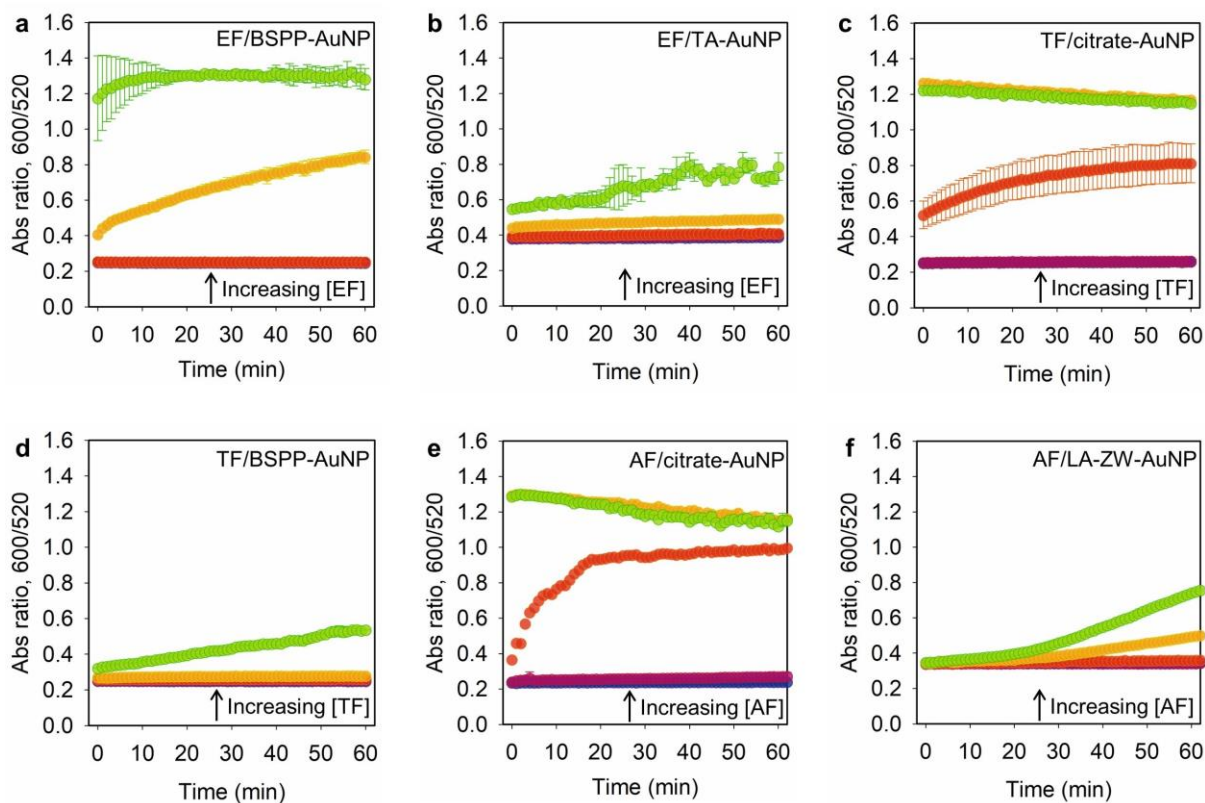 a
EF/BSPP-AuNP
Abs ratio, 600/520
1.6
1.4
1.2
1.0
0.8
0.6
0.4
0.2
0.0
Increasing [EF]
0 10 20 30 40 50 60
Time (min)
b
EF/TA-AuNP
Abs ratio, 600/520
1.6
1.4
1.2
1.0
0.8
0.6
0.4
0.2
0.0
Increasing [EF]
0 10 20 30 40 50 60
Time (min)
c
TF/citrate-AuNP
Abs ratio, 600/520
1.6
1.4
1.2
1.0
0.8
0.6
0.4
0.2
0.0
Increasing [TF]
0 10 20 30 40 50 60
Time (min)
d
TF/BSPP-AuNP
Abs ratio, 600/520
1.6
1.4
1.2
1.0
0.8
0.6
0.4
0.2
0.0
Increasing [TF]
0 10 20 30 40 50 60
Time (min)
e
AF/citrate-AuNP
Abs ratio, 600/520
1.6
1.4
1.2
1.0
0.8
0.6
0.4
0.2
0.0
Increasing [AF]
0 10 20 30 40 50 60
Time (min)
f
AF/LA-ZW-AuNP
Abs ratio, 600/520
1.6
1.4
1.2
1.0
0.8
0.6
0.4
0.2
0.0
Increasing [AF]
0 10 20 30 40 50 60
Time (min)